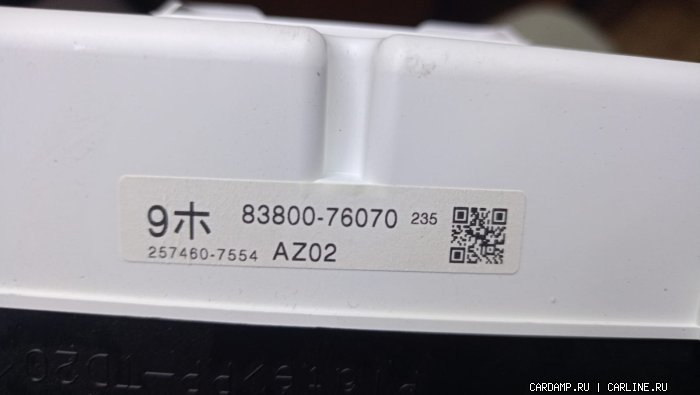 9ホ 83800-76070 235
257460-7554 AZ02
CARDAMP.RU | CARLINE.RU